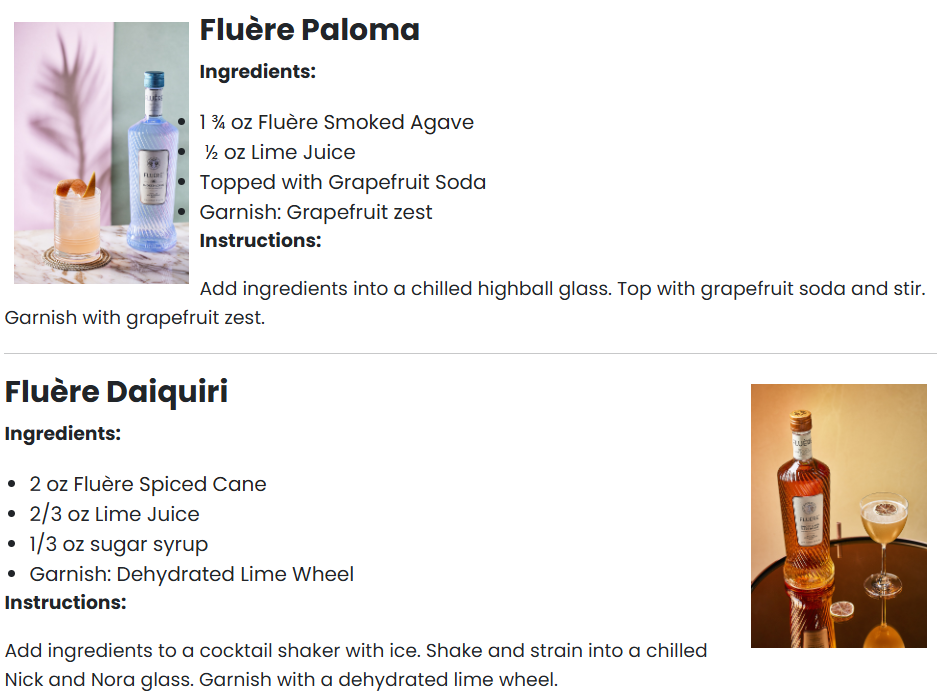 Fluère Paloma
Ingredients:
• 1 ¾ oz Fluère Smoked Agave
• ½ oz Lime Juice
• Topped with Grapefruit Soda
• Garnish: Grapefruit zest
Instructions:
Add ingredients into a chilled highball glass. Top with grapefruit soda and stir.
Garnish with grapefruit zest.
FLUÈRE
FLUÈRE
Fluère Daiquiri
Ingredients:
• 2 oz Fluère Spiced Cane
• 2/3 oz Lime Juice
• 1/3 oz sugar syrup
• Garnish: Dehydrated Lime Wheel
Instructions:
Add ingredients to a cocktail shaker with ice. Shake and strain into a chilled
Nick and Nora glass. Garnish with a dehydrated lime wheel.
FLUÈRE
FLUÈRE